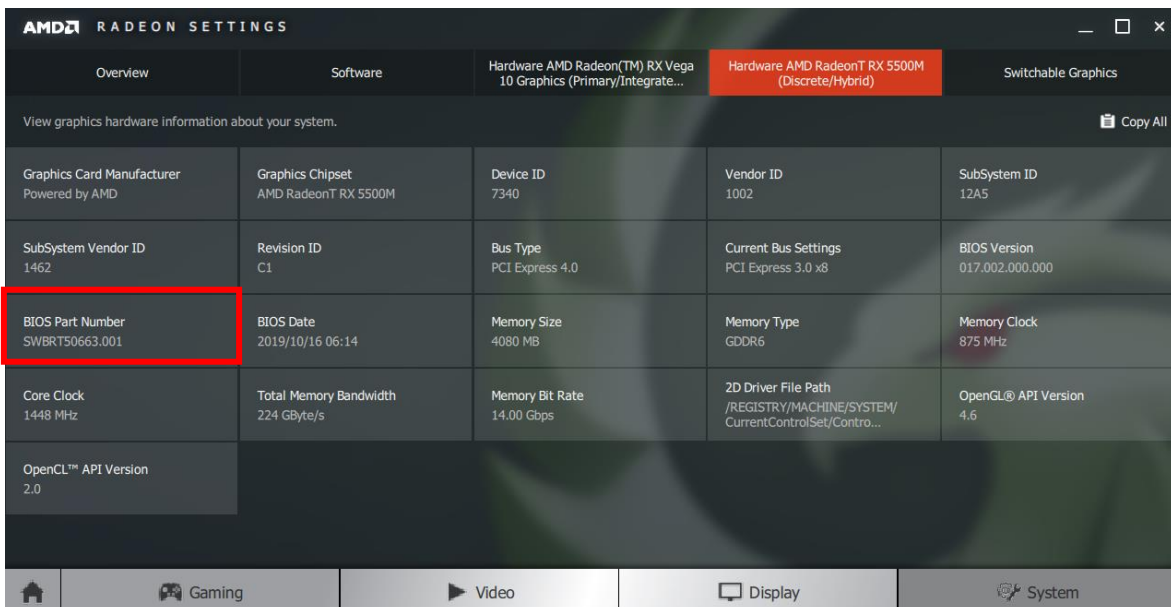 AMD RADEON SETTINGS
Overview
Software
Hardware AMD Radeon(TM) RX Vega
10 Graphics (Primary/Integrate...
Hardware AMD RadeonT RX 5500M
(Discrete/Hybrid)
Switchable Graphics
View graphics hardware information about your system.
Copy All
Graphics Card Manufacturer
Powered by AMD
Graphics Chipset
AMD RadeonT RX 5500M
Device ID
7340
Vendor ID
1002
SubSystem ID
12A5
SubSystem Vendor ID
1462
Revision ID
C1
Bus Type
PCI Express 4.0
Current Bus Settings
PCI Express 3.0 x8
BIOS Version
017.002.000.000
BIOS Part Number
SWBRT50663.001
BIOS Date
2019/10/16 06:14
Memory Size
4080 MB
Memory Type
GDDR6
Memory Clock
875 MHz
Core Clock
1448 MHz
Total Memory Bandwidth
224 GByte/s
Memory Bit Rate
14.00 Gbps
2D Driver File Path
/REGISTRY/MACHINE/SYSTEM/
CurrentControlSet/Contro...
OpenGL® API Version
4.6
OpenCL™ API Version
2.0
Gaming
Video
Display
System